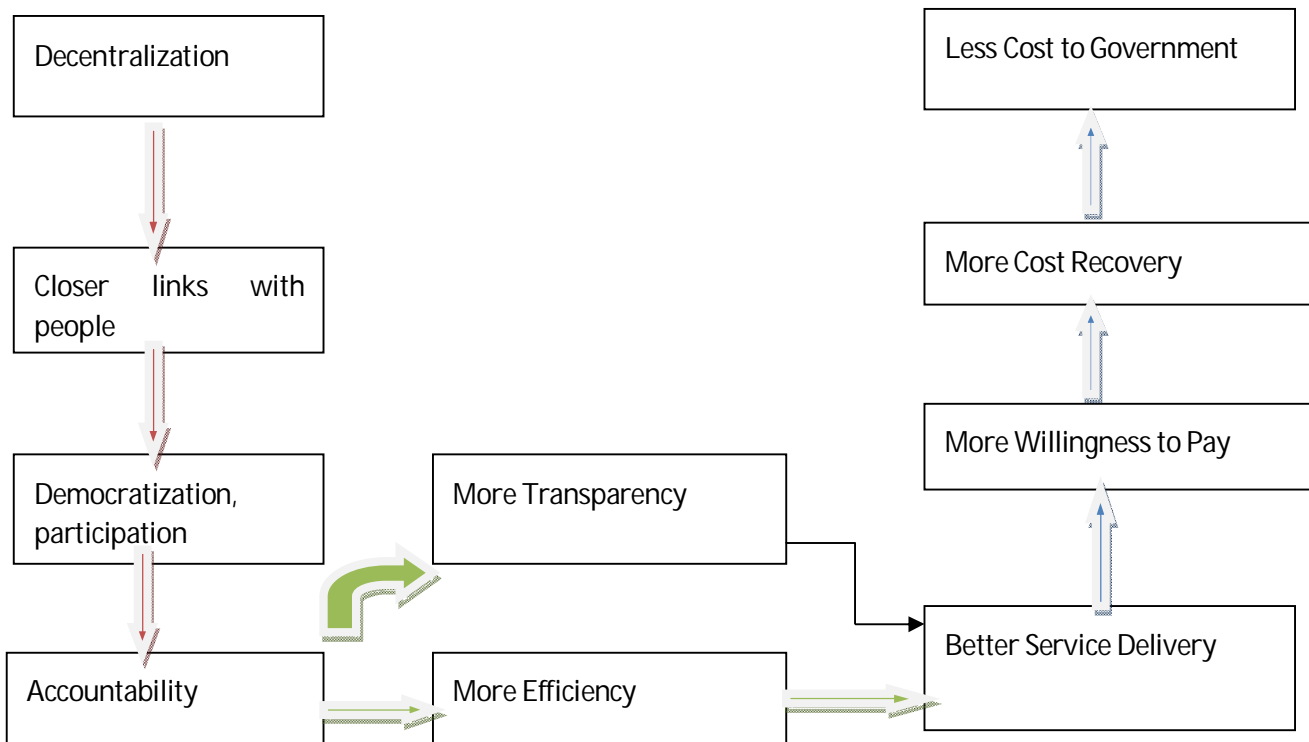 Decentralization
Closer links with
people
Democratization,
participation
Accountability
More Transparency
More Efficiency
Better Service Delivery
More Willingness to Pay
More Cost Recovery
Less Cost to Government